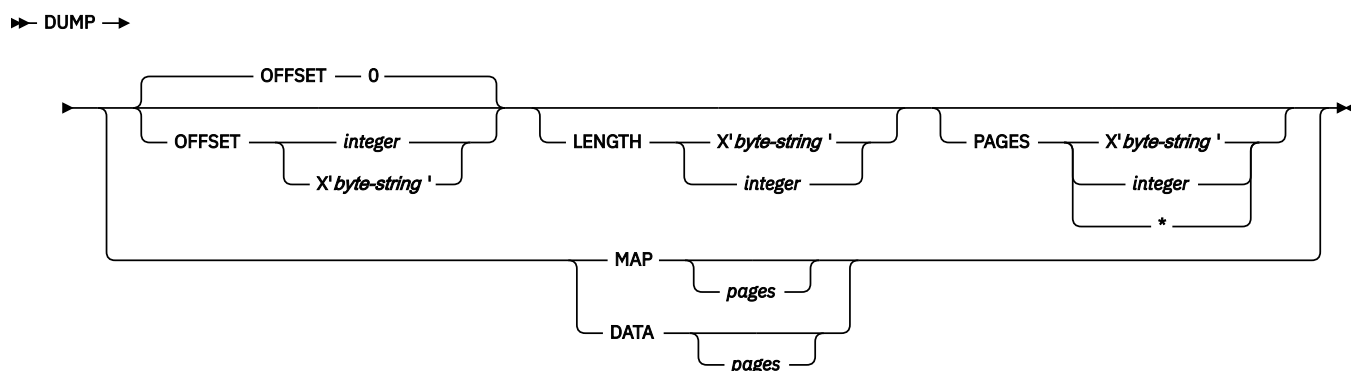 DUMP
OFFSET 0
OFFSET integer LENGTH X'byte-string ' PAGES X'byte-string '
X'byte-string ' integer integer
*
MAP
pages
DATA
pages